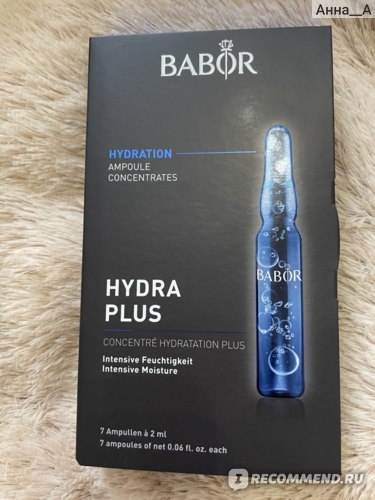 Анна__А
BABOR
HYDRATION
AMPOULE
CONCENTRATES
BABOR
HYDRA
PLUS
CONCENTRÉ HYDRATATION PLUS
Intensive Feuchtigkeit
Intensive Moisture
7 Ampullen à 2 ml
7 ampoules of net 0.06 fl. oz. each
I RECOMMEND.RU